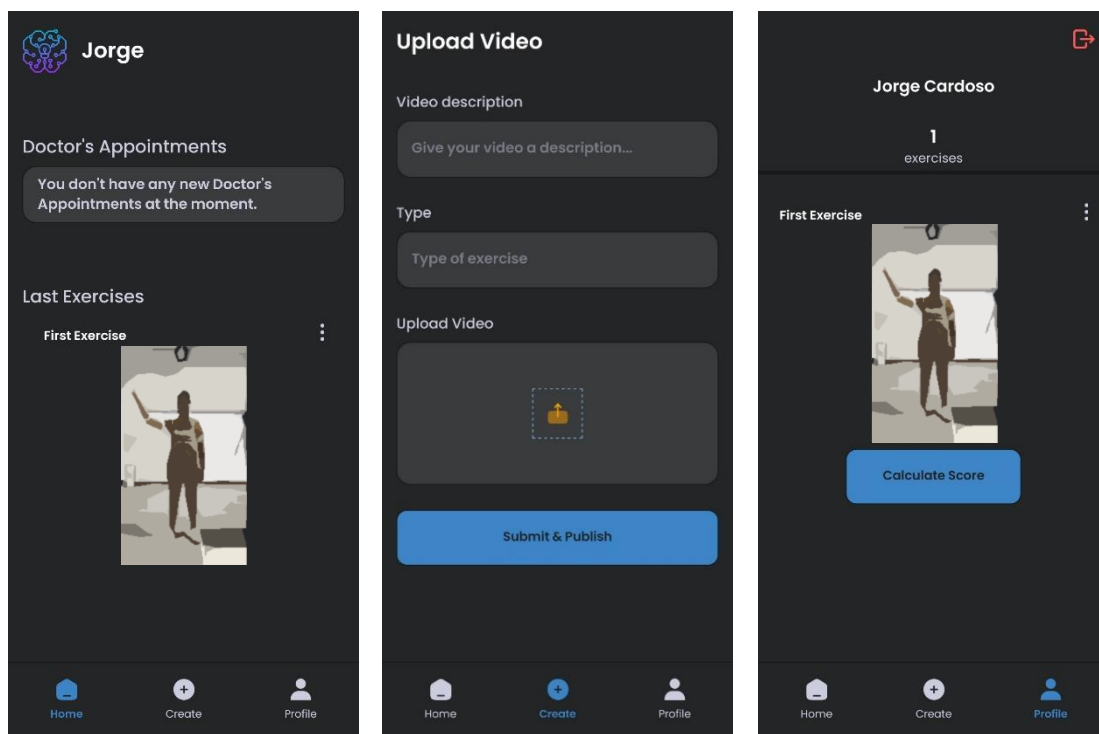 Jorge
Doctor's Appointments
You don't have any new Doctor's
Appointments at the moment.
Last Exercises
First Exercise
Home
Create
Profile
Upload Video
Video description
Give your video a description...
Type
Type of exercise
Upload Video
Submit & Publish
Home
Create
Profile
Jorge Cardoso
1
exercises
First Exercise
Calculate Score
Home
Create
Profile